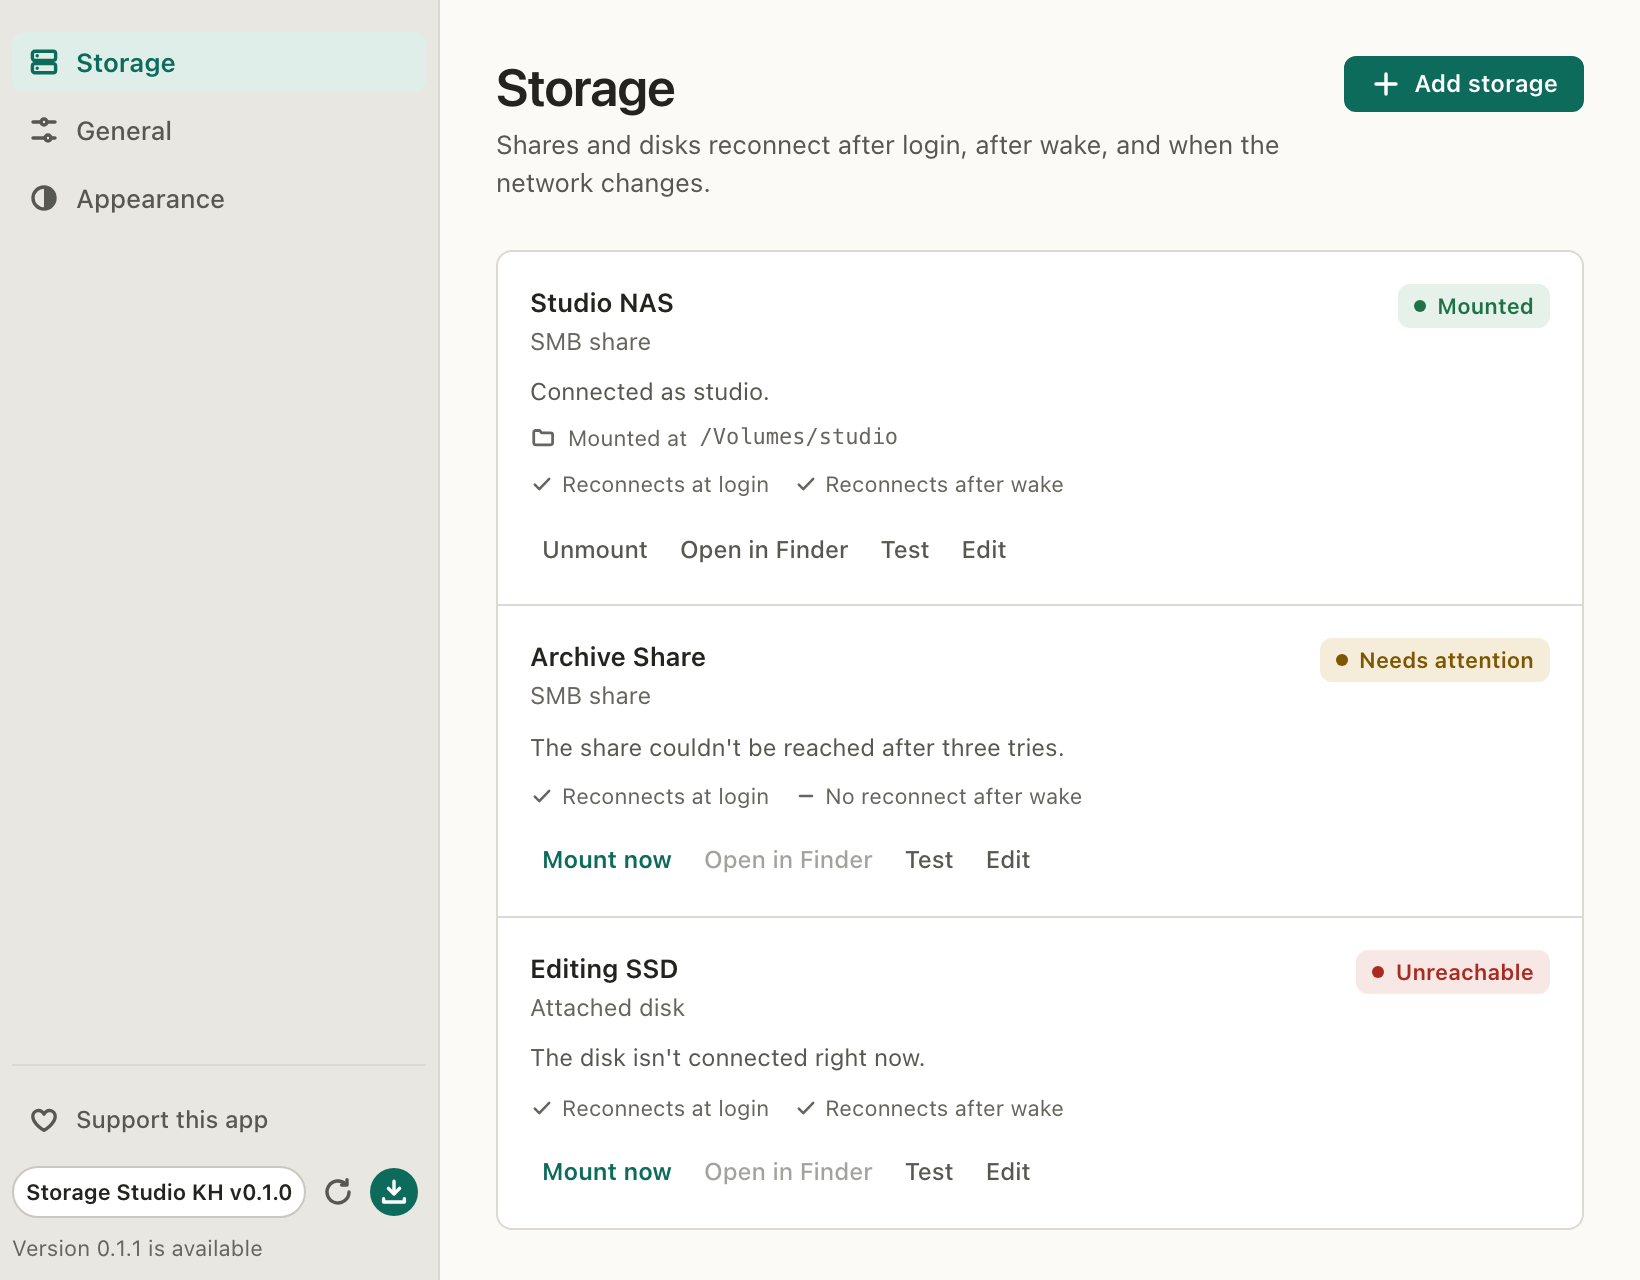 Storage
General
Appearance
Support this app
Storage Studio KH v0.1.0
Version 0.1.1 is available
Storage
Add storage
Shares and disks reconnect after login, after wake, and when the
network changes.
Studio NAS
Mounted
SMB share
Connected as studio.
Mounted at /Volumes/studio
Reconnects at login Reconnects after wake
Unmount Open in Finder Test Edit
Archive Share
Needs attention
SMB share
The share couldn't be reached after three tries.
Reconnects at login No reconnect after wake
Mount now Open in Finder Test Edit
Editing SSD
Unreachable
Attached disk
The disk isn't connected right now.
Reconnects at login Reconnects after wake
Mount now Open in Finder Test Edit